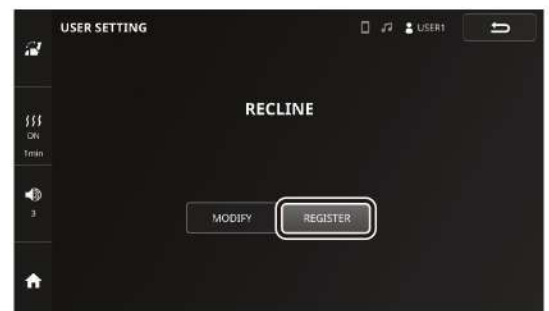 USER SETTING
USER1
ON
1min
RECLINE
3
MODIFY
REGISTER